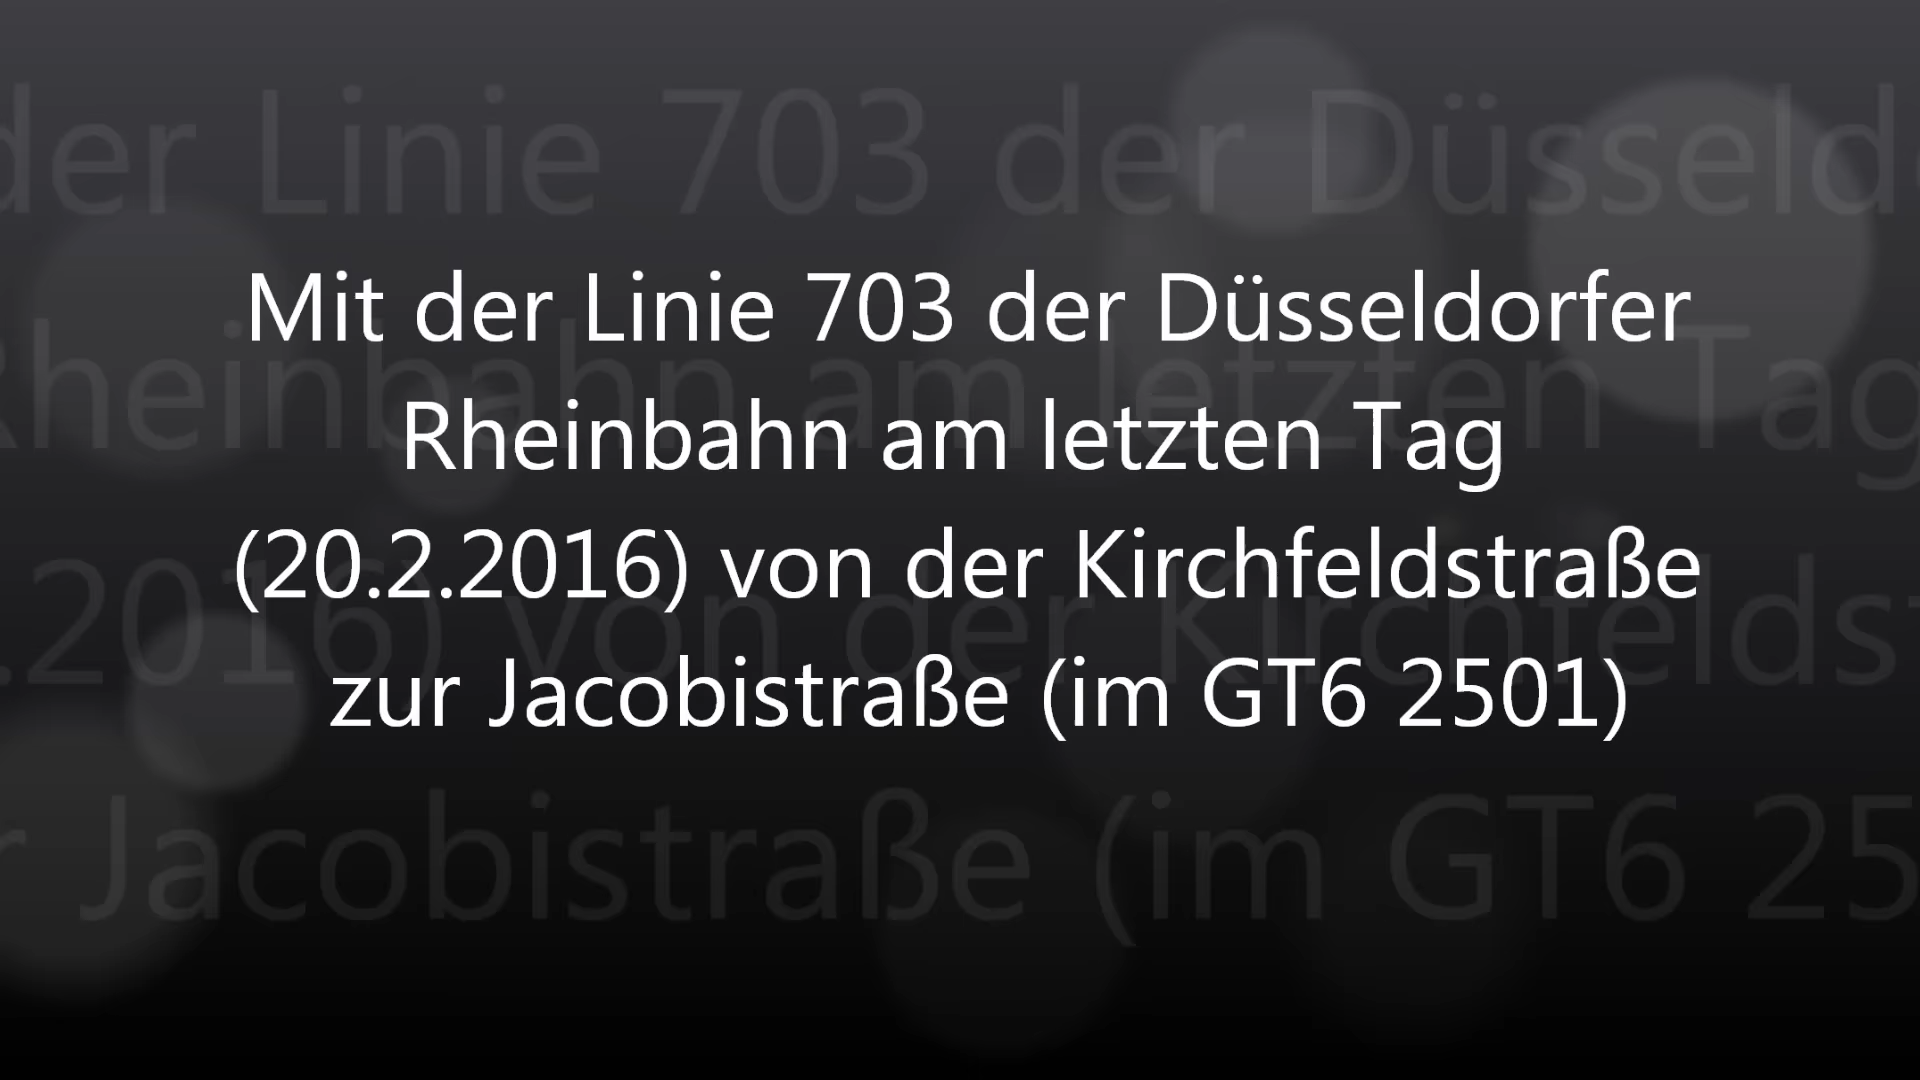 Mit der Linie 703 der Düsseldorfer
Rheinbahn am letzten Tag
(20.2.2016) von der Kirchfeldstraße
zur Jacobistraße (im GT6 2501)